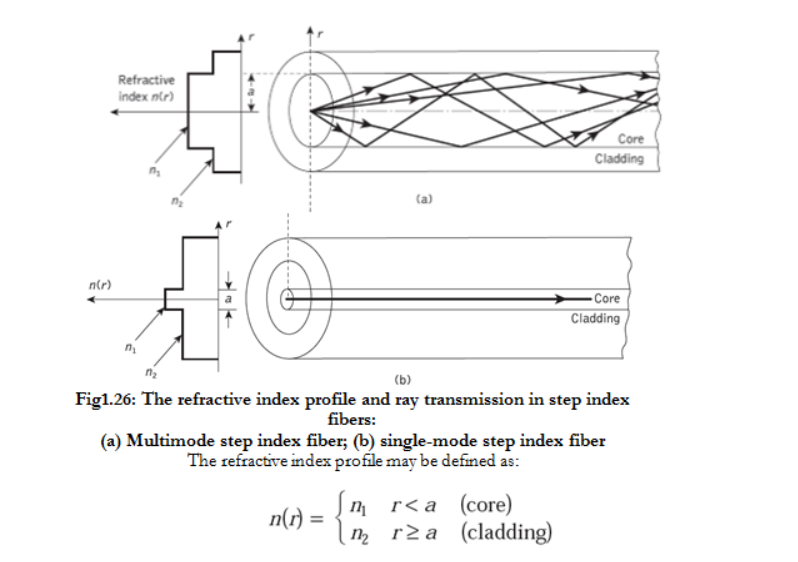 r
r
Refractive
index n(r)
a
n₁
n₂
Core
Cladding
(a)
r
n(r)
a
n₁
n₂
Core
Cladding
(b)
Fig1.26: The refractive index profile and ray transmission in step index
fibers:
(a) Multimode step index fiber; (b) single-mode step index fiber
The refractive index profile may be defined as:
n(r) = { n₁ r < a (core)
n₂ r ≥ a (cladding)